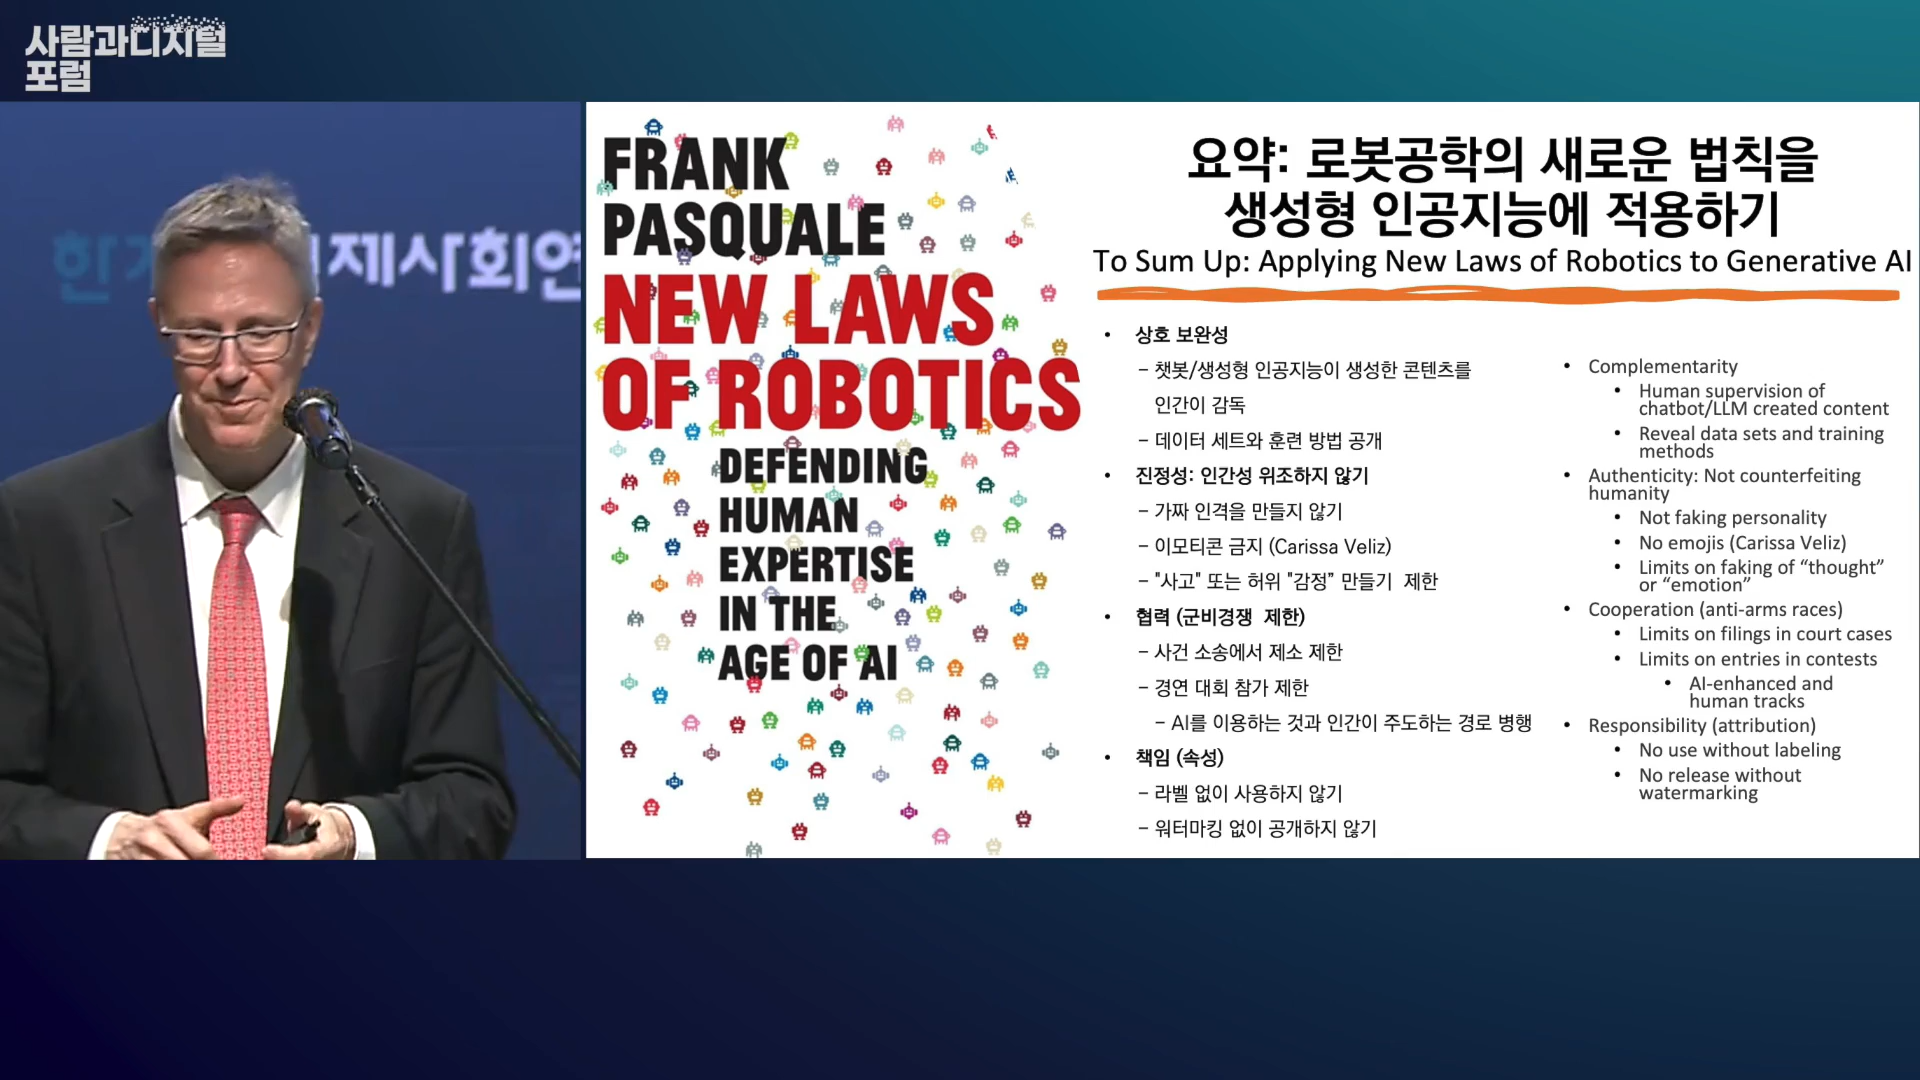 사람과디지털
포럼
제사회연
FRANK
PASQUALE
NEW LAWS
OF ROBOTICS
DEFENDING
HUMAN
EXPERTISE
IN THE
AGE OF AI
요약: 로봇공학의 새로운 법칙을
생성형 인공지능에 적용하기
To Sum Up: Applying New Laws of Robotics to Generative AI
• 상호 보완성
– 챗봇/생성형 인공지능이 생성한 콘텐츠를
인간이 감독
– 데이터 세트와 훈련 방법 공개
• 진정성: 인간성 위조하지 않기
– 가짜 인격을 만들지 않기
– 이모티콘 금지 (Carissa Veliz)
– "사고" 또는 허위 "감정” 만들기 제한
• 협력 (군비경쟁 제한)
– 사건 소송에서 제소 제한
– 경연 대회 참가 제한
– AI를 이용하는 것과 인간이 주도하는 경로 병행
• 책임 (속성)
– 라벨 없이 사용하지 않기
– 워터마킹 없이 공개하지 않기
• Complementarity
• Human supervision of
chatbot/LLM created content
• Reveal data sets and training
methods
• Authenticity: Not counterfeiting
humanity
• Not faking personality
• No emojis (Carissa Veliz)
• Limits on faking of “thought”
or “emotion”
• Cooperation (anti-arms races)
• Limits on filings in court cases
• Limits on entries in contests
• AI-enhanced and
human tracks
• Responsibility (attribution)
• No use without labeling
• No release without
watermarking